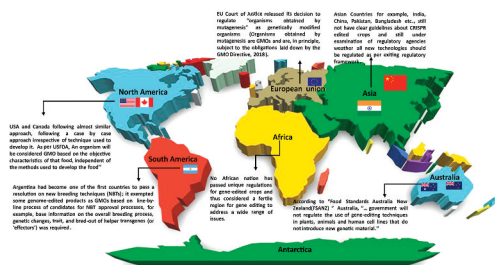 EU Court of Justice released its decision to
regulate "organisms obtained by
mutagenesis" as genetically modified
organisms (Organisms obtained by
mutagenesis are GMOs and are, in principle,
subject to the obligations laid down by the
GMO Directive, 2018).
Asian Countries for example, India,
China, Pakistan, Bangladesh etc., still
not have clear guidelines about CRISPR
edited crops and still under
examination of regulatory agencies
weather all new technologies should
be regulated as per exiting regulatory
framework.
North America
European union
Asia
USA and Canada following almost similar
approach, following a case by case
approach irrespective of technique used to
develop it. As per USFDA, An organism will
be considered GMO based on the objective
characteristics of that food, independent of
the methods used to develop the food"
Africa
South America
Argentina had become one of the first countries to pass a
resolution on new breeding techniques (NBTs); it exempted
some genome-edited products as GMOs based on line-by-
line process of candidates for NBT approval processes, for
example, base information on the overall breeding process,
genetic changes, trait, and bred-out of helper transgenes (or
'effectors') was required.
No African nation has
passed unique regulations
for gene-edited crops and
thus considered a fertile
region for gene editing to
address a wide range of
issues.
Australia
According to "Food Standards Australia New
Zealand(FSANZ) " Australia, "... government will
not regulate the use of gene-editing techniques
in plants, animals and human cell lines that do
not introduce new genetic material."
Antarctica